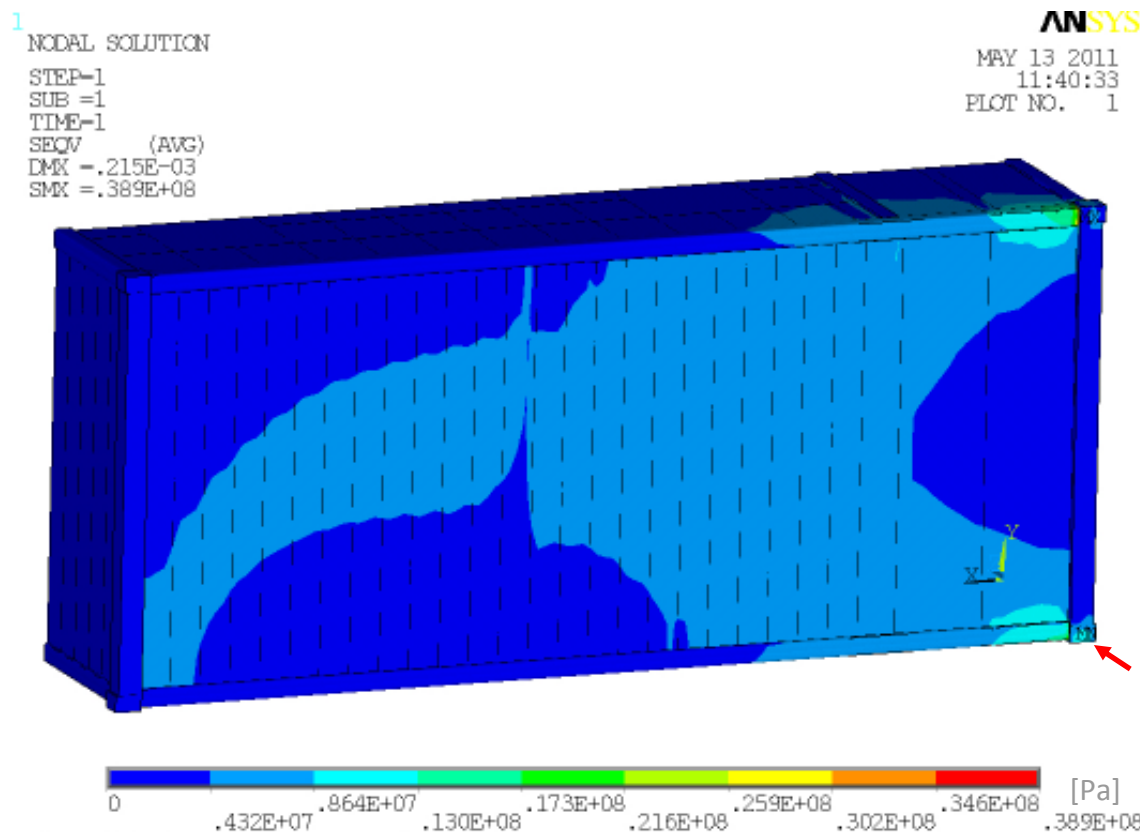 1
ANSYS
NODAL SOLUTION
MAY 13 2011
11:40:33
PLOT NO. 1
STEP=1
SUB =1
TIME=1
SEQV (AVG)
DMX =.215E-03
SMX =.389E+08
Y
X
0
.432E+07
.864E+07
.130E+08
.173E+08
.216E+08
.259E+08
.302E+08
.346E+08
.389E+08
[Pa]